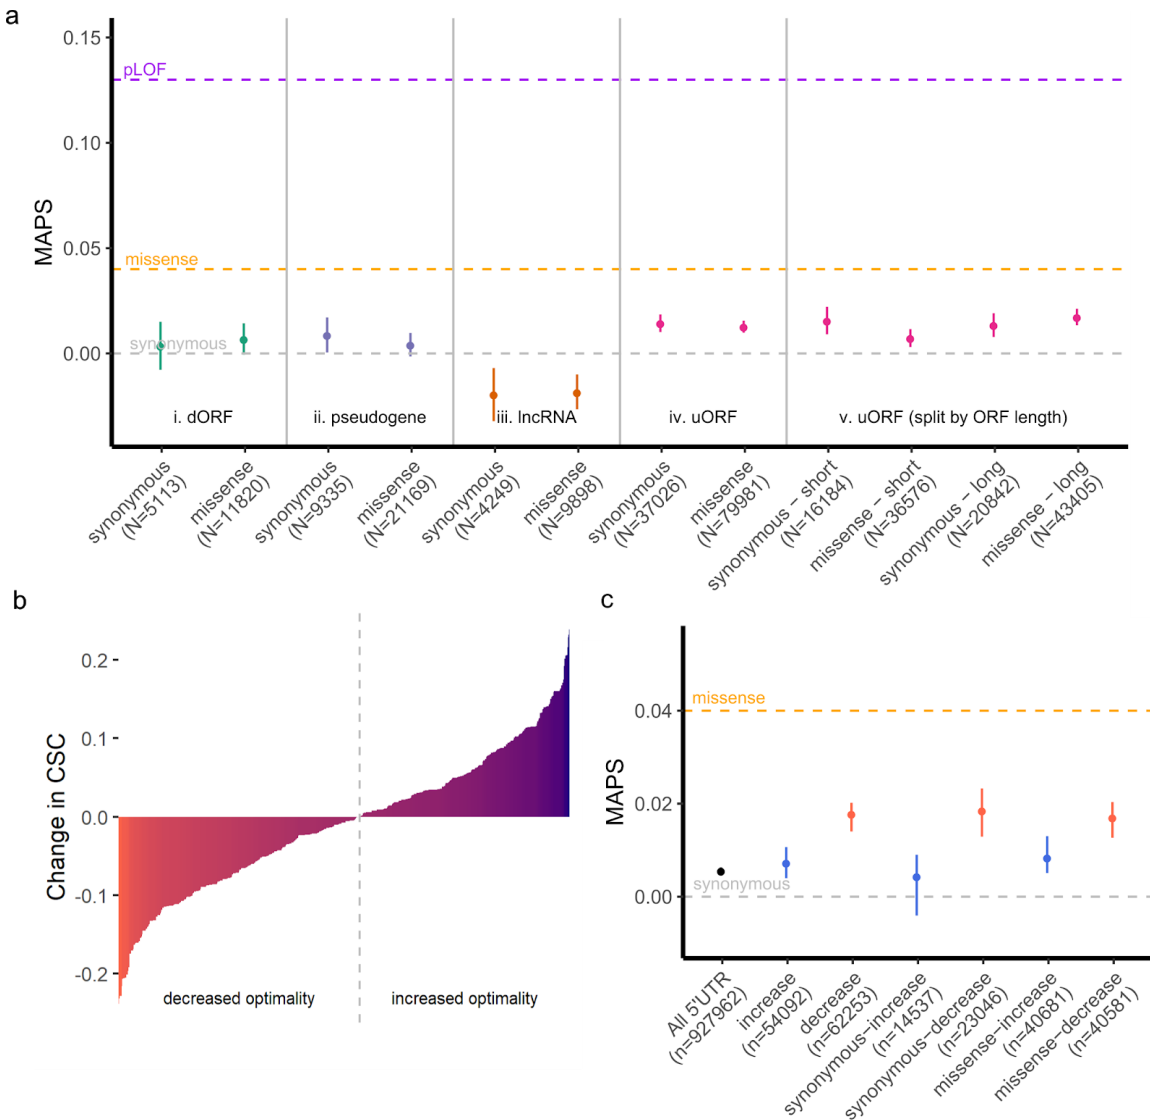 a
0.15
pLOF
0.10
MAPS
0.05
missense
synonymous
0.00
i. dORF
ii. pseudogene
iii. lncRNA
iv. uORF
v. uORF (split by ORF length)
synonymous
(N=5113)
missense
(N=11820)
synonymous
(N=9335)
missense
(N=21169)
synonymous
(N=4249)
missense
(N=9898)
synonymous
(N=37026)
missense
(N=79981)
synonymous − short
(N=16184)
missense − short
(N=36576)
synonymous − long
(N=20842)
missense − long
(N=43405)
b
0.2
0.1
Change in CSC
0.0
-0.1
-0.2
decreased optimality
increased optimality
c
missense
0.04
MAPS
0.02
synonymous
0.00
All 5'UTR
(n=927962)
increase
(n=54092)
decrease
(n=62253)
synonymous−increase
(n=14537)
synonymous−decrease
(n=23046)
missense−increase
(n=40681)
missense−decrease
(n=40581)